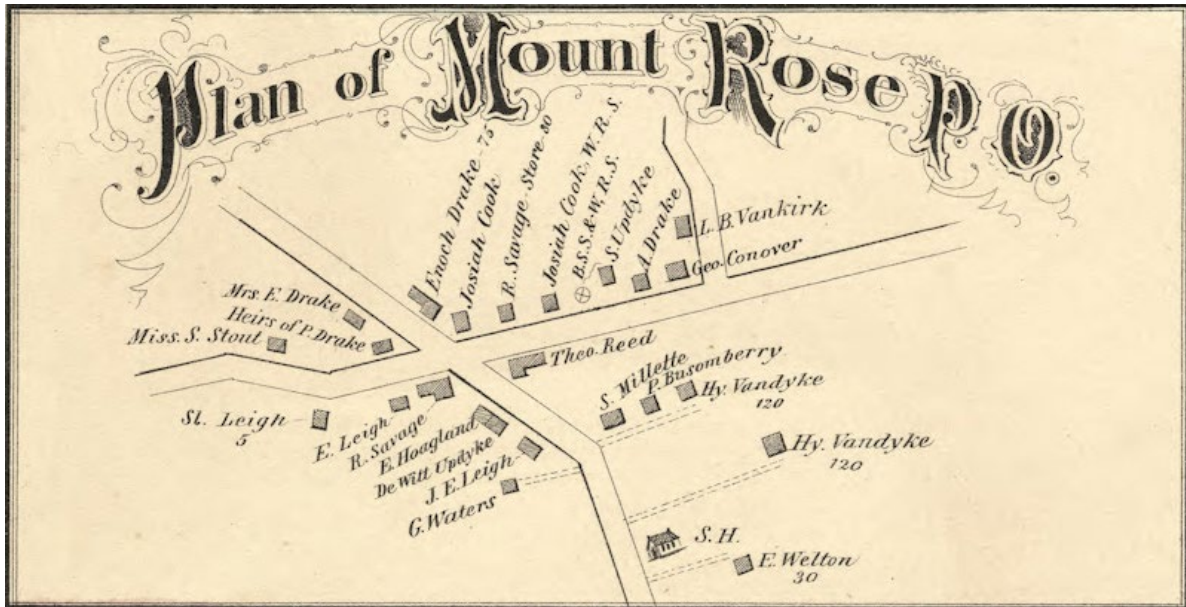 Plan of Mount Rose P. O.
Enoch Drake 75
Josiah Cook
R. Savage Store 80
Josiah Cook, W. R. S.
B. S. S. & W. R. S.
S. Updyke
A. Drake
L. B. Vankirk
Geo. Conover
Mrs. E. Drake
Heirs of P. Drake
Miss. S. Stout
Theo. Reed
S. Millette
P. Busomberry
Hy. Vandyke
120
Sl. Leigh
5
E. Leigh
R. Savage
E. Hoagland
De Witt Updyke
J. E. Leigh
G. Waters
Hy. Vandyke
120
S. H.
E. Welton
30